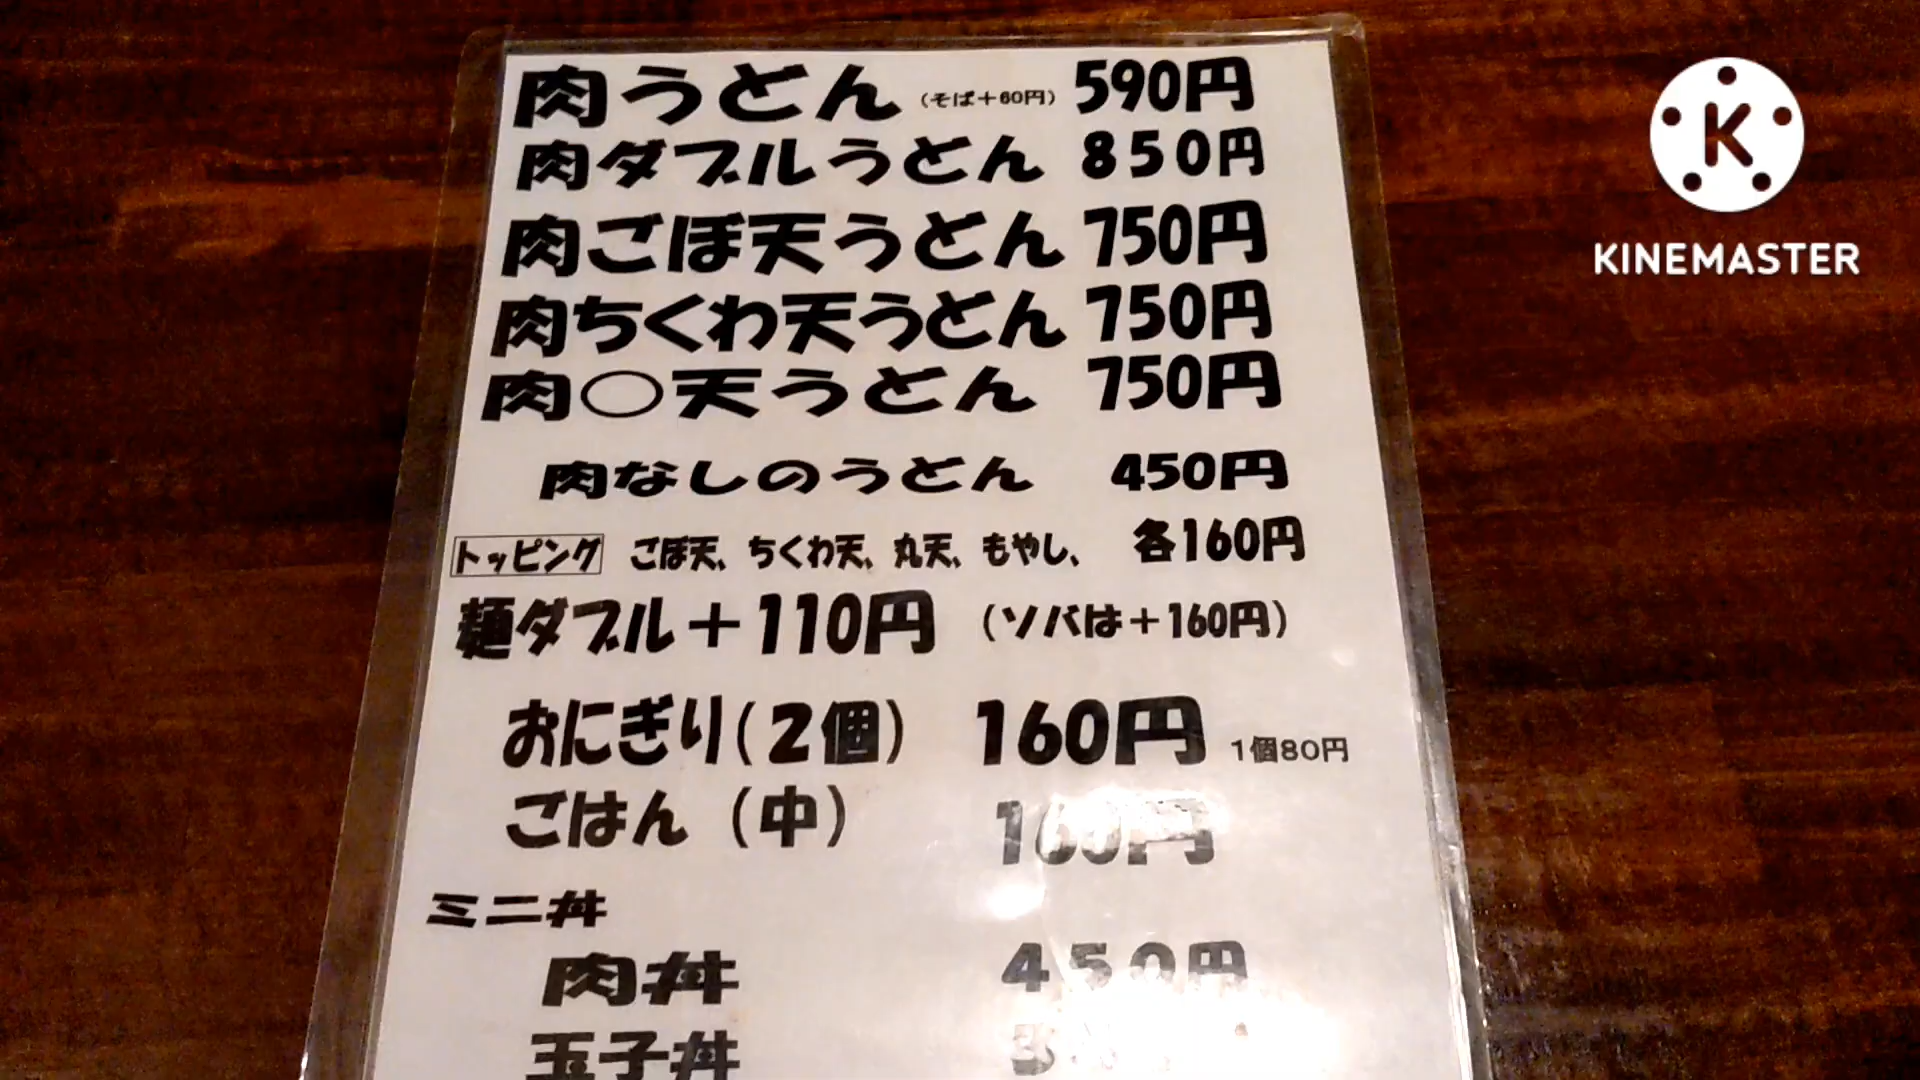 肉うどん (そば+60円) 590円
肉ダブルうどん 850円
肉ごぼ天うどん 750円
肉ちくわ天うどん 750円
肉〇天うどん 750円
肉なしのうどん 450円
トッピング ごぼ天、ちくわ天、丸天、もやし、 各160円
麺ダブル+110円 (ソバは+160円)
おにぎり(2個) 160円 1個80円
ごはん (中) 160円
ミニ丼
肉丼 450円
玉子丼
K
KINEMASTER